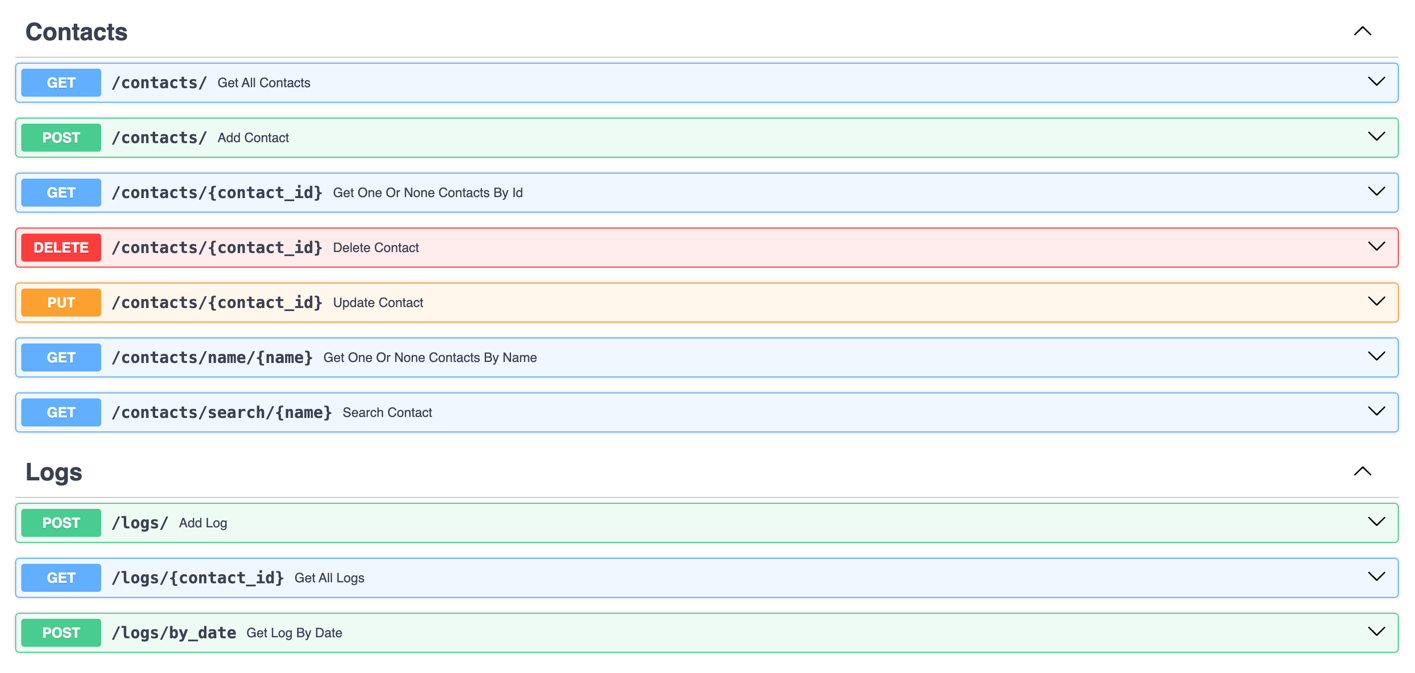 Contacts
GET /contacts/ Get All Contacts
POST /contacts/ Add Contact
GET /contacts/{contact_id} Get One Or None Contacts By Id
DELETE /contacts/{contact_id} Delete Contact
PUT /contacts/{contact_id} Update Contact
GET /contacts/name/{name} Get One Or None Contacts By Name
GET /contacts/search/{name} Search Contact
Logs
POST /logs/ Add Log
GET /logs/{contact_id} Get All Logs
POST /logs/by_date Get Log By Date